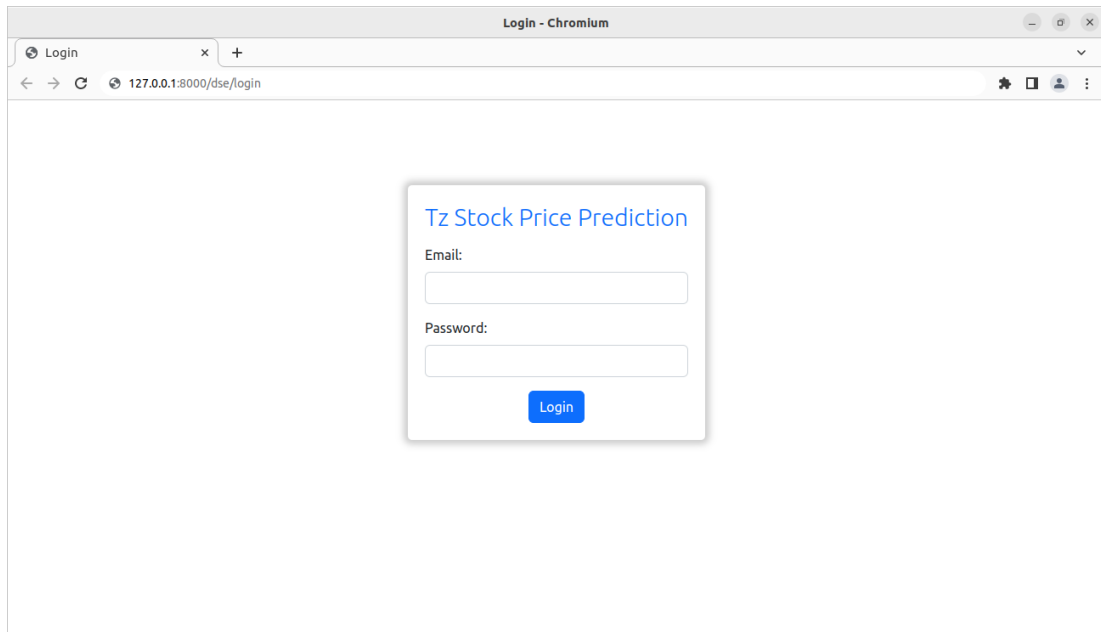 Login - Chromium
Login
127.0.0.1:8000/dse/login
Tz Stock Price Prediction
Email:
Password:
Login